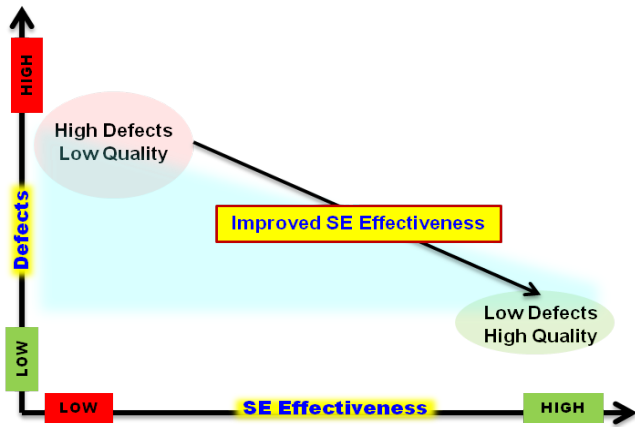 HIGH
High Defects
Low Quality
Improved SE Effectiveness
Defects
Low Defects
High Quality
LOW
LOW
SE Effectiveness
HIGH